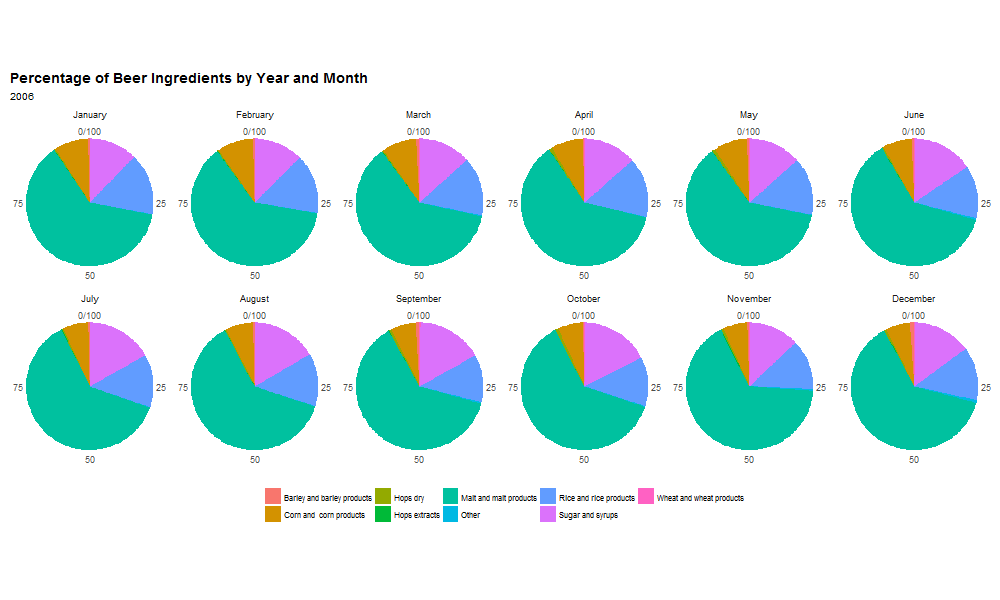 Percentage of Beer Ingredients by Year and Month
2006
January February March April May June
0/100 0/100 0/100 0/100 0/100 0/100
75 25 75 25 75 25 75 25 75 25 75 25
50 50 50 50 50 50
July August September October November December
0/100 0/100 0/100 0/100 0/100 0/100
75 25 75 25 75 25 75 25 75 25 75 25
50 50 50 50 50 50
Barley and barley products Hops dry Malt and malt products Rice and rice products Wheat and wheat products
Corn and corn products Hops extracts Other Sugar and syrups